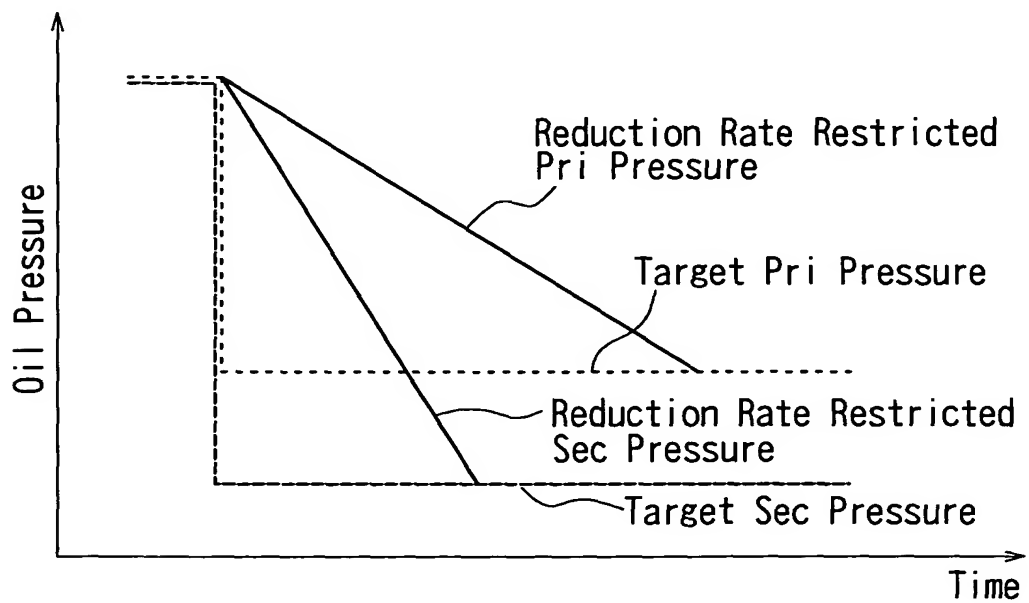 Oil Pressure
Reduction Rate Restricted
Pri Pressure
Target Pri Pressure
Reduction Rate Restricted
Sec Pressure
Target Sec Pressure
Time